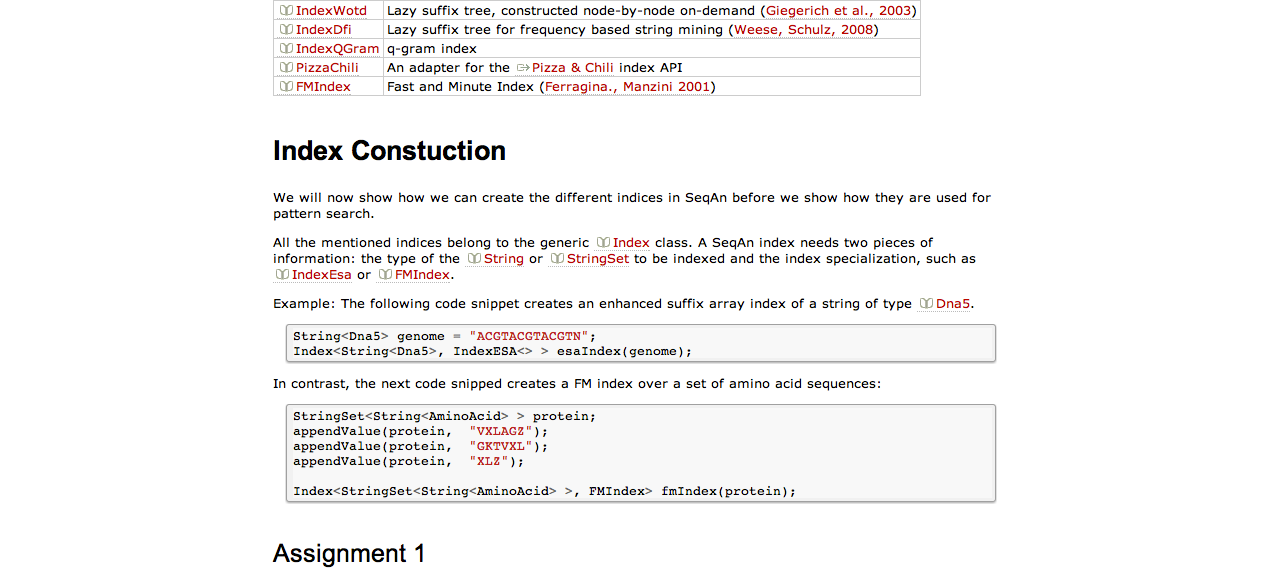 IndexWotd Lazy suffix tree, constructed node-by-node on-demand (Giegerich et al., 2003)
IndexDfi Lazy suffix tree for frequency based string mining (Weese, Schulz, 2008)
IndexQGram q-gram index
PizzaChili An adapter for the Pizza & Chili index API
FMIndex Fast and Minute Index (Ferragina., Manzini 2001)
Index Constuction
We will now show how we can create the different indices in SeqAn before we show how they are used for
pattern search.
All the mentioned indices belong to the generic Index class. A SeqAn index needs two pieces of
information: the type of the String or StringSet to be indexed and the index specialization, such as
IndexEsa or FMIndex.
Example: The following code snippet creates an enhanced suffix array index of a string of type Dna5.
String<Dna5> genome = "ACGTACGTACGTN";
Index<String<Dna5>, IndexESA<> > esaIndex(genome);
In contrast, the next code snipped creates a FM index over a set of amino acid sequences:
StringSet<String<AminoAcid> > protein;
appendValue(protein, "VXLAGZ");
appendValue(protein, "GKTVXL");
appendValue(protein, "XLZ");
Index<StringSet<String<AminoAcid> >, FMIndex> fmIndex(protein);
Assignment 1